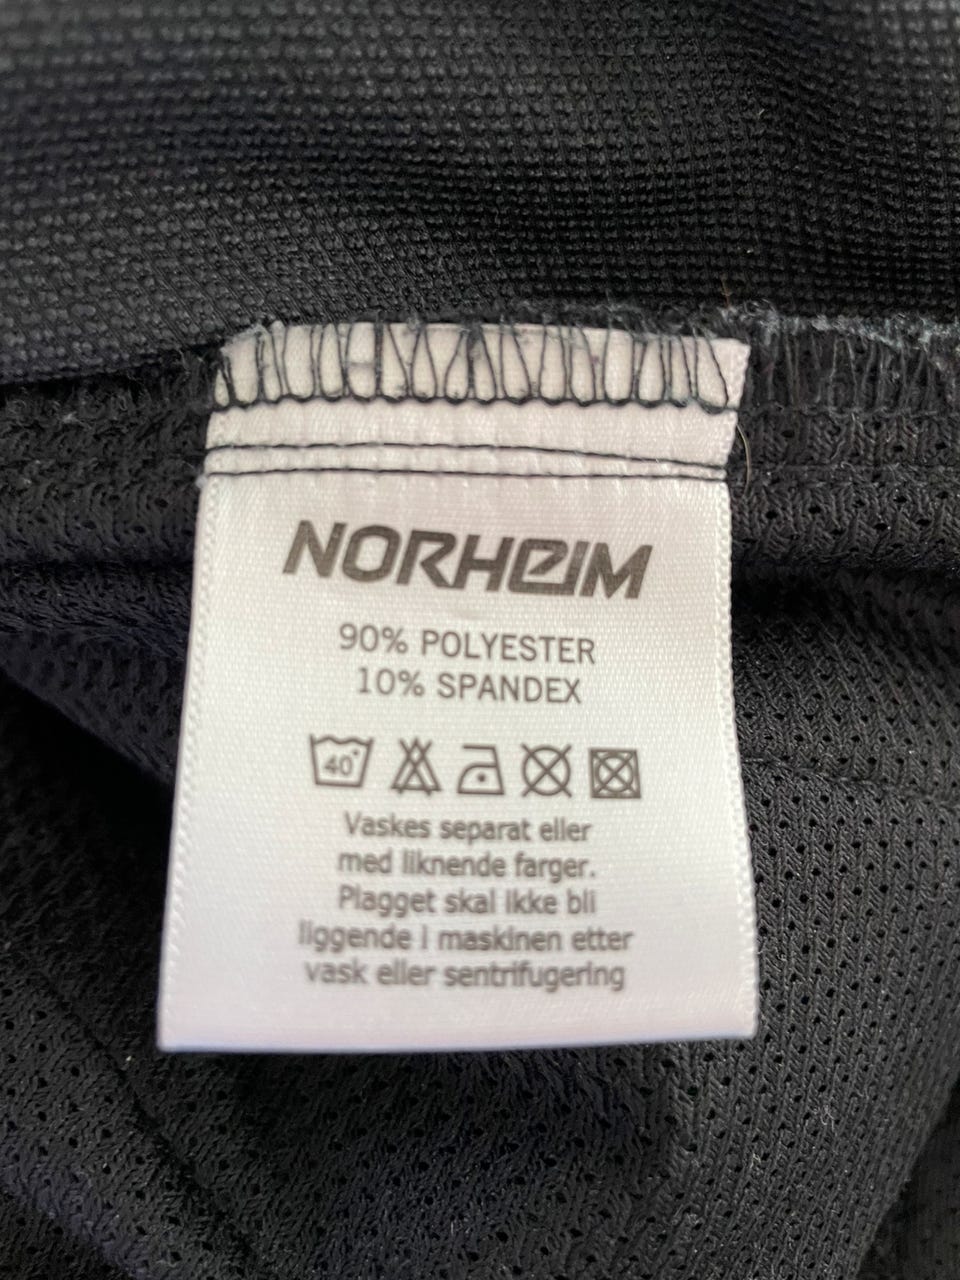 NORHEIM
90% POLYESTER
10% SPANDEX
40°
Vaskes separat eller
med liknende farger.
Plagget skal ikke bli
liggende i maskinen etter
vask eller sentrifugering